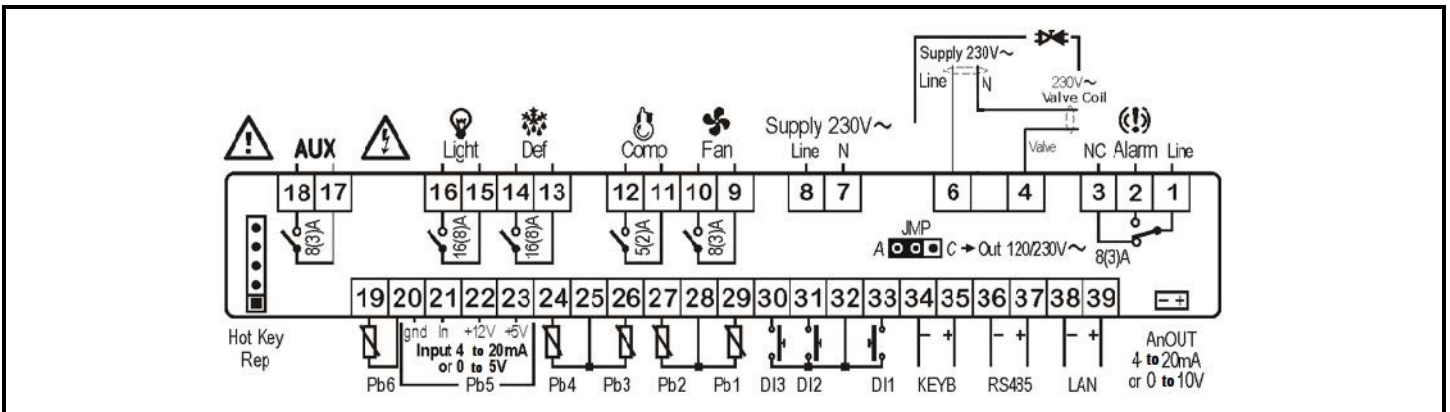 Supply 230V~
Line N 230V~
Valve Coil
AUX Light Def Comp Fan Supply 230V~
Line N Valve NC Alarm Line
18 17 16 15 14 13 12 11 10 9 8 7 6 4 3 2 1
8(3)A 16(8)A 16(8)A 5(2)A 8(3)A
JMP
A C → Out 120/230V~ 8(3)A
19 20 21 22 23 24 25 26 27 28 29 30 31 32 33 34 35 36 37 38 39 - +
gnd In +12V +5V - + - + - +
Hot Key
Rep
Input 4 to 20mA
or 0 to 5V
AnOUT
4 to 20mA
or 0 to 10V
Pb6 Pb5 Pb4 Pb3 Pb2 Pb1 DI3 DI2 DI1 KEYB RS485 LAN